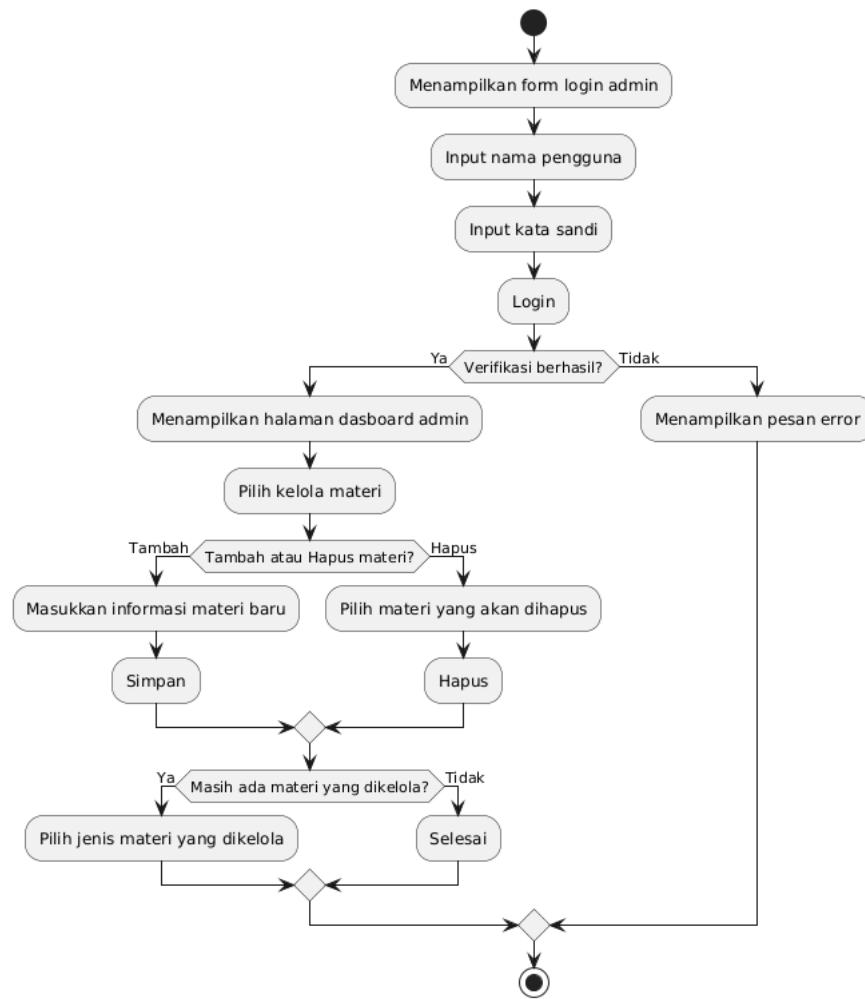 Menampilkan form login admin
Input nama pengguna
Input kata sandi
Login
Ya
Verifikasi berhasil?
Tidak
Menampilkan halaman dasboard admin
Menampilkan pesan error
Pilih kelola materi
Tambah
Tambah atau Hapus materi?
Hapus
Masukkan informasi materi baru
Pilih materi yang akan dihapus
Simpan
Hapus
Ya
Masih ada materi yang dikelola?
Tidak
Pilih jenis materi yang dikelola
Selesai